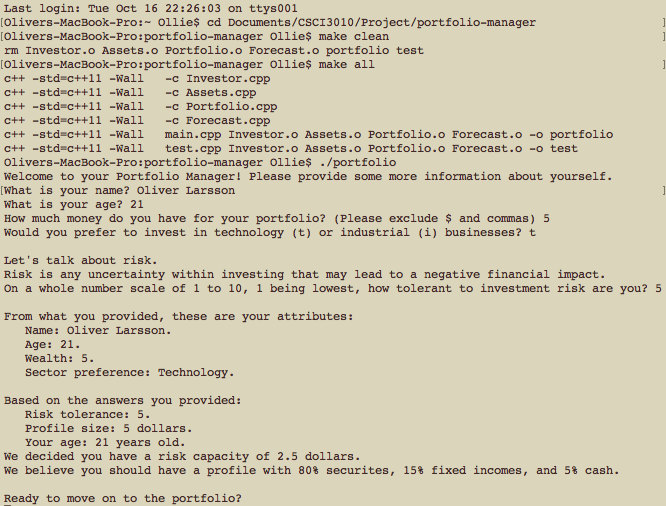 Last login: Tue Oct 16 22:26:03 on ttys001
[Olivers-MacBook-Pro:~ Ollie$ cd Documents/CSCI3010/Project/portfolio-manager ]
[Olivers-MacBook-Pro:portfolio-manager Ollie$ make clean ]
rm Investor.o Assets.o Portfolio.o Forecast.o portfolio test
[Olivers-MacBook-Pro:portfolio-manager Ollie$ make all ]
c++ -std=c++11 -Wall   -c Investor.cpp
c++ -std=c++11 -Wall   -c Assets.cpp
c++ -std=c++11 -Wall   -c Portfolio.cpp
c++ -std=c++11 -Wall   -c Forecast.cpp
c++ -std=c++11 -Wall   main.cpp Investor.o Assets.o Portfolio.o Forecast.o -o portfolio
c++ -std=c++11 -Wall   test.cpp Investor.o Assets.o Portfolio.o Forecast.o -o test
Olivers-MacBook-Pro:portfolio-manager Ollie$ ./portfolio
Welcome to your Portfolio Manager! Please provide some more information about yourself.
[What is your name? Oliver Larsson ]
What is your age? 21
How much money do you have for your portfolio? (Please exclude $ and commas) 5
Would you prefer to invest in technology (t) or industrial (i) businesses? t
Let's talk about risk.
Risk is any uncertainty within investing that may lead to a negative financial impact.
On a whole number scale of 1 to 10, 1 being lowest, how tolerant to investment risk are you? 5
From what you provided, these are your attributes:
Name: Oliver Larsson.
Age: 21.
Wealth: 5.
Sector preference: Technology.
Based on the answers you provided:
Risk tolerance: 5.
Profile size: 5 dollars.
Your age: 21 years old.
We decided you have a risk capacity of 2.5 dollars.
We believe you should have a profile with 80% securites, 15% fixed incomes, and 5% cash.
Ready to move on to the portfolio?